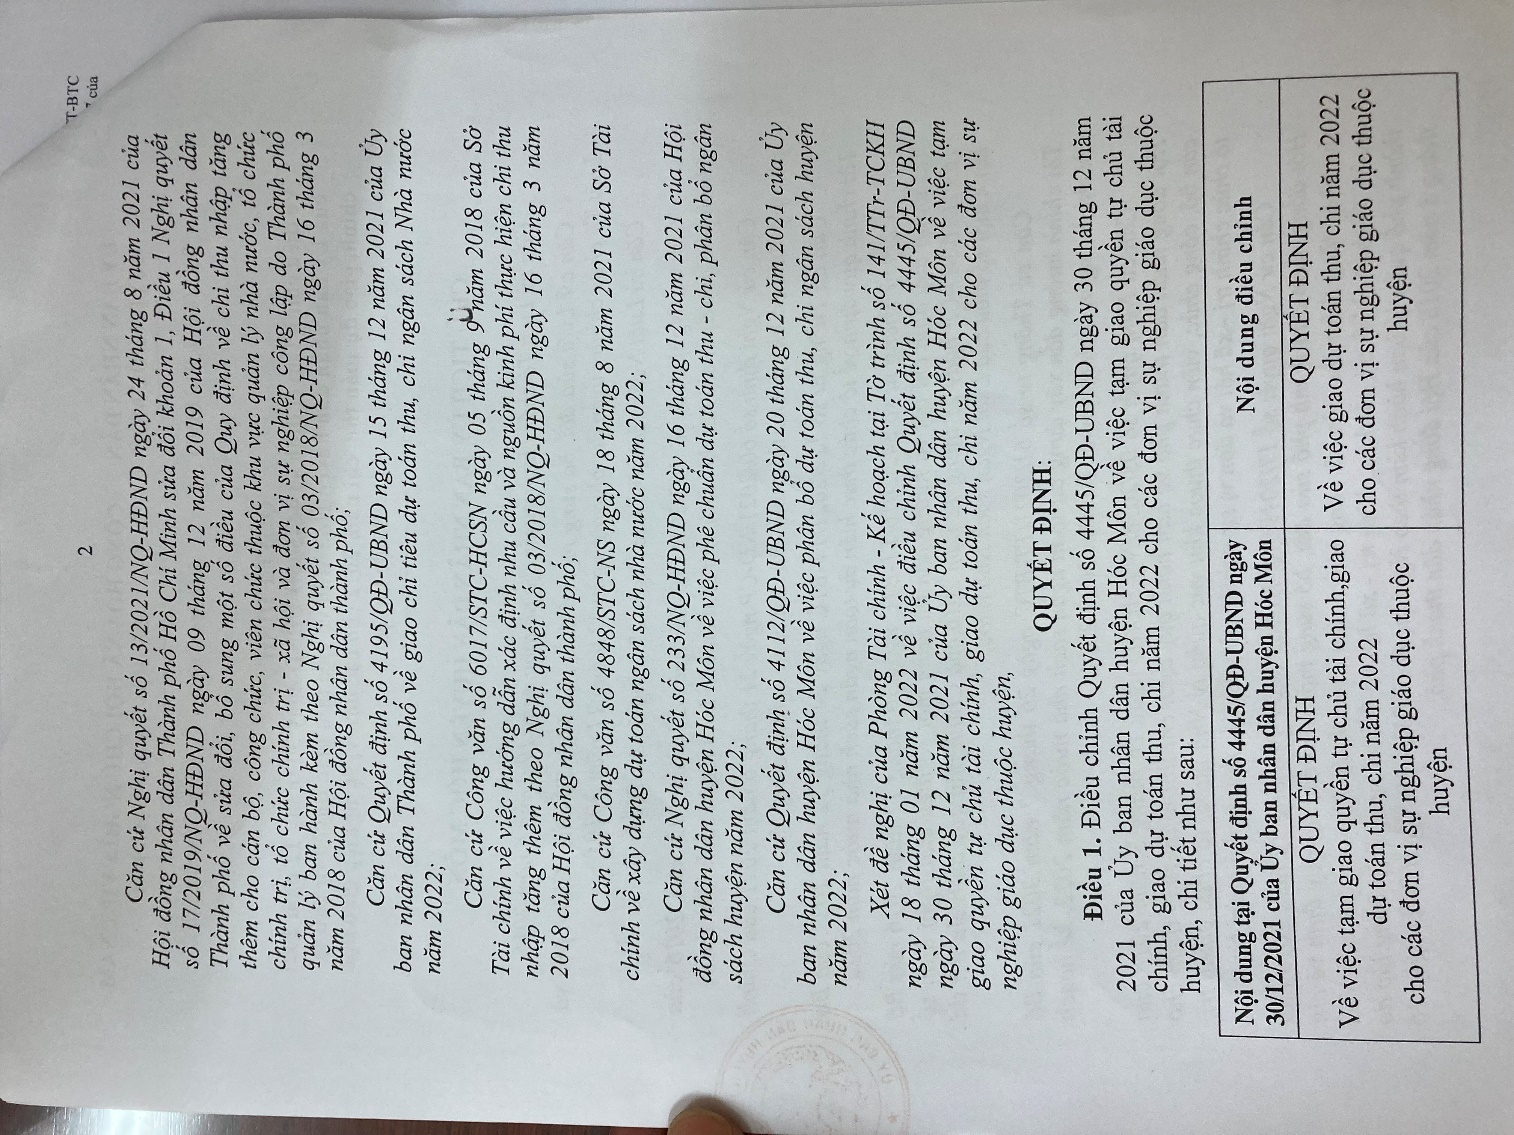 T-BTC
7 của
2
Căn cứ Nghị quyết số 13/2021/NQ-HĐND ngày 24 tháng 8 năm 2021 của
Hội đồng nhân dân Thành phố Hồ Chí Minh sửa đổi khoản 1, Điều 1 Nghị quyết
số 17/2019/NQ-HĐND ngày 09 tháng 12 năm 2019 của Hội đồng nhân dân
Thành phố về sửa đổi, bổ sung một số điều của Quy định về chi thu nhập tăng
thêm cho cán bộ, công chức, viên chức thuộc khu vực quản lý nhà nước, tổ chức
chính trị, tổ chức chính trị - xã hội và đơn vị sự nghiệp công lập do Thành phố
quản lý ban hành kèm theo Nghị quyết số 03/2018/NQ-HĐND ngày 16 tháng 3
năm 2018 của Hội đồng nhân dân thành phố;
Căn cứ Quyết định số 4195/QĐ-UBND ngày 15 tháng 12 năm 2021 của Ủy
ban nhân dân Thành phố về giao chỉ tiêu dự toán thu, chi ngân sách Nhà nước
năm 2022;
Căn cứ Công văn số 6017/STC-HCSN ngày 05 tháng 9 năm 2018 của Sở
Tài chính về việc hướng dẫn xác định nhu cầu và nguồn kinh phí thực hiện chi thu
nhập tăng thêm theo Nghị quyết số 03/2018/NQ-HĐND ngày 16 tháng 3 năm
2018 của Hội đồng nhân dân thành phố;
Căn cứ Công văn số 4848/STC-NS ngày 18 tháng 8 năm 2021 của Sở Tài
chính về xây dựng dự toán ngân sách nhà nước năm 2022;
Căn cứ Nghị quyết số 233/NQ-HĐND ngày 16 tháng 12 năm 2021 của Hội
đồng nhân dân huyện Hóc Môn về việc phê chuẩn dự toán thu - chi, phân bổ ngân
sách huyện năm 2022;
Căn cứ Quyết định số 4112/QĐ-UBND ngày 20 tháng 12 năm 2021 của Ủy
ban nhân dân huyện Hóc Môn về việc phân bổ dự toán thu, chi ngân sách huyện
năm 2022;
Xét đề nghị của Phòng Tài chính - Kế hoạch tại Tờ trình số 141/TTr-TCKH
ngày 18 tháng 01 năm 2022 về việc điều chỉnh Quyết định số 4445/QĐ-UBND
ngày 30 tháng 12 năm 2021 của Ủy ban nhân dân huyện Hóc Môn về việc tạm
giao quyền tự chủ tài chính, giao dự toán thu, chi năm 2022 cho các đơn vị sự
nghiệp giáo dục thuộc huyện,
QUYẾT ĐỊNH:
Điều 1. Điều chỉnh Quyết định số 4445/QĐ-UBND ngày 30 tháng 12 năm
2021 của Ủy ban nhân dân huyện Hóc Môn về việc tạm giao quyền tự chủ tài
chính, giao dự toán thu, chi năm 2022 cho các đơn vị sự nghiệp giáo dục thuộc
huyện, chi tiết như sau:
Nội dung tại Quyết định số 4445/QĐ-UBND ngày
30/12/2021 của Ủy ban nhân dân huyện Hóc Môn
Nội dung điều chỉnh
QUYẾT ĐỊNH
Về việc tạm giao quyền tự chủ tài chính,giao
dự toán thu, chi năm 2022
cho các đơn vị sự nghiệp giáo dục thuộc
huyện
QUYẾT ĐỊNH
Về việc giao dự toán thu, chi năm 2022
cho các đơn vị sự nghiệp giáo dục thuộc
huyện